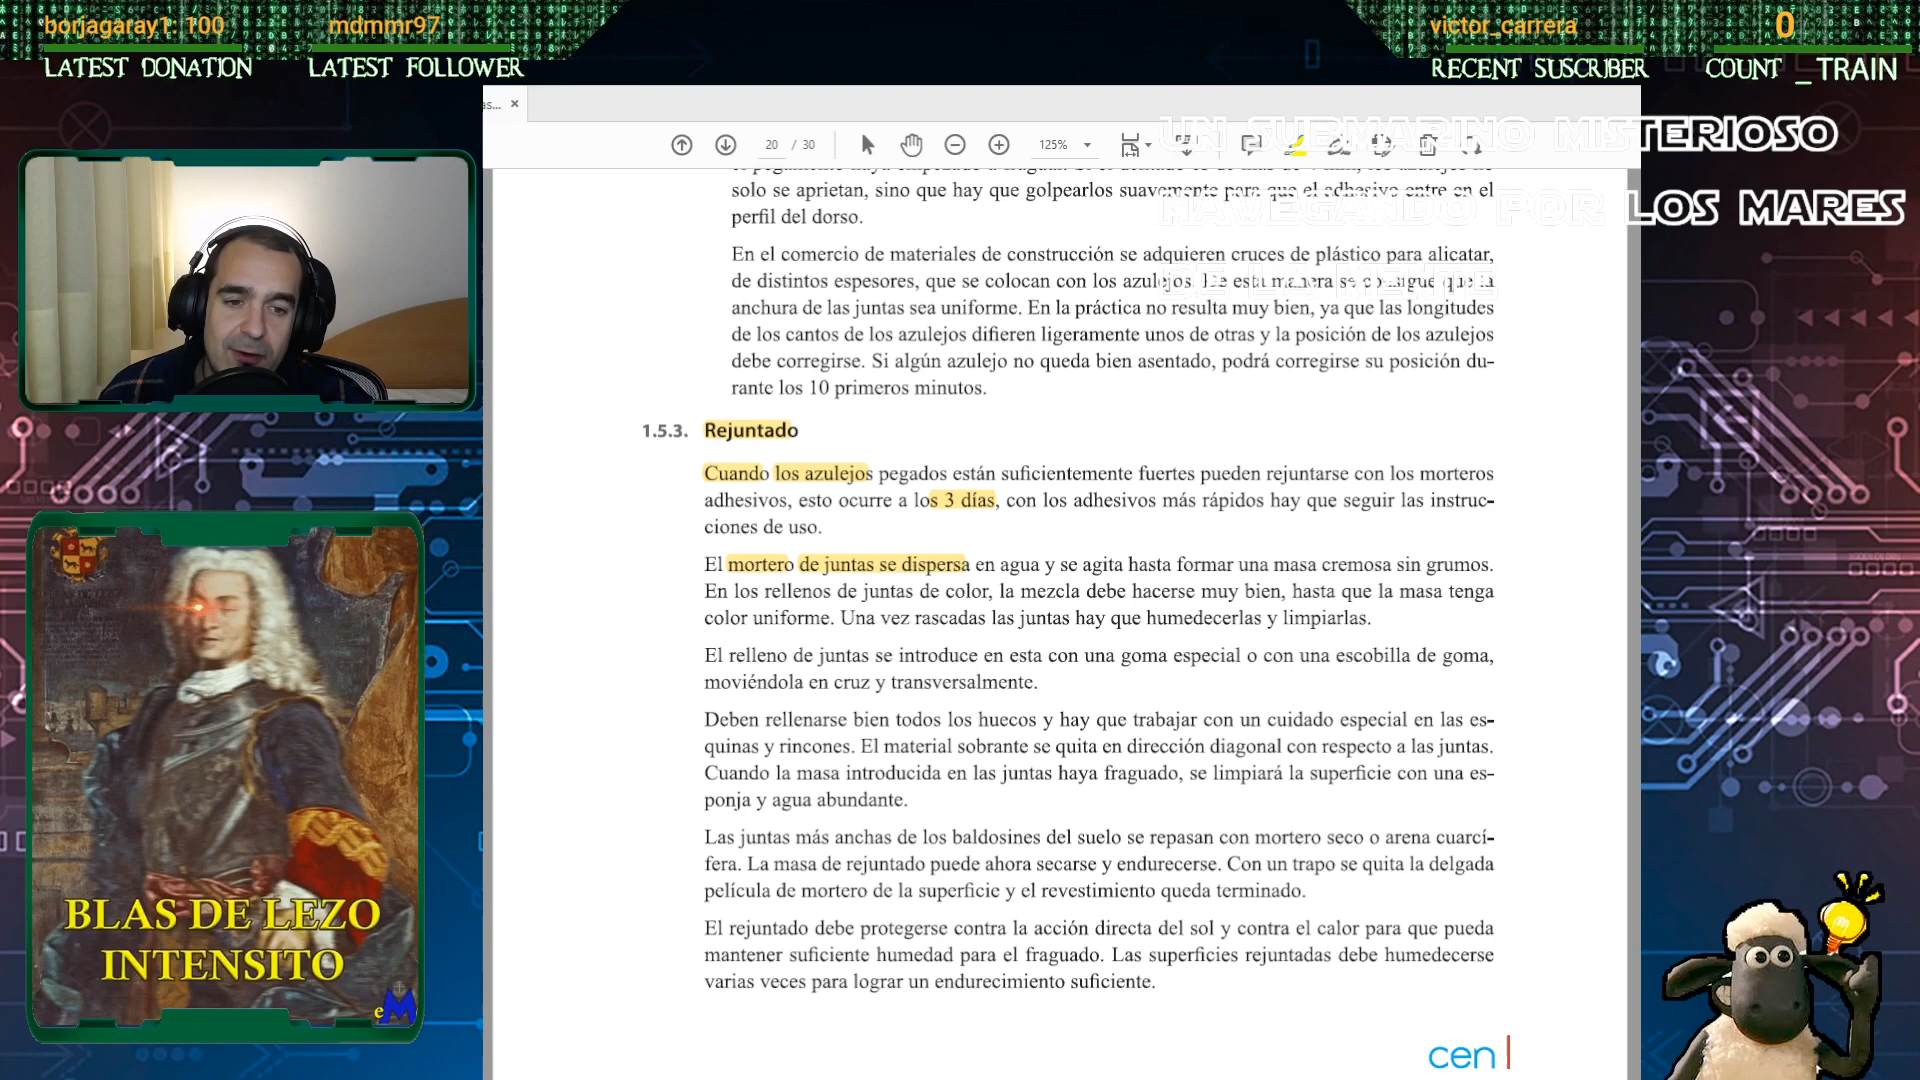 borjagaray1: 100
mdmmr97
LATEST DONATION
LATEST FOLLOWER
victor_carrera
0
RECENT SUSCRIBER
COUNT _TRAIN
UN SUBMARINO MISTERIOSO
NAVEGANDO POR LOS MARES
DE LA MENTE
as... ×
20 / 30
125%
solo se aprietan, sino que hay que golpearlos suavemente para que el adhesivo entre en el
perfil del dorso.
En el comercio de materiales de construcción se adquieren cruces de plástico para alicatar,
de distintos espesores, que se colocan con los azulejos. De esta manera se consigue que la
anchura de las juntas sea uniforme. En la práctica no resulta muy bien, ya que las longitudes
de los cantos de los azulejos difieren ligeramente unos de otras y la posición de los azulejos
debe corregirse. Si algún azulejo no queda bien asentado, podrá corregirse su posición du-
rante los 10 primeros minutos.
1.5.3. Rejuntado
Cuando los azulejos pegados están suficientemente fuertes pueden rejuntarse con los morteros
adhesivos, esto ocurre a los 3 días, con los adhesivos más rápidos hay que seguir las instruc-
ciones de uso.
El mortero de juntas se dispersa en agua y se agita hasta formar una masa cremosa sin grumos.
En los rellenos de juntas de color, la mezcla debe hacerse muy bien, hasta que la masa tenga
color uniforme. Una vez rascadas las juntas hay que humedecerlas y limpiarlas.
El relleno de juntas se introduce en esta con una goma especial o con una escobilla de goma,
moviéndola en cruz y transversalmente.
Deben rellenarse bien todos los huecos y hay que trabajar con un cuidado especial en las es-
quinas y rincones. El material sobrante se quita en dirección diagonal con respecto a las juntas.
Cuando la masa introducida en las juntas haya fraguado, se limpiará la superficie con una es-
ponja y agua abundante.
Las juntas más anchas de los baldosines del suelo se repasan con mortero seco o arena cuarcí-
fera. La masa de rejuntado puede ahora secarse y endurecerse. Con un trapo se quita la delgada
película de mortero de la superficie y el revestimiento queda terminado.
El rejuntado debe protegerse contra la acción directa del sol y contra el calor para que pueda
mantener suficiente humedad para el fraguado. Las superficies rejuntadas debe humedecerse
varias veces para lograr un endurecimiento suficiente.
cen
BLAS DE LEZO
INTENSITO
eM